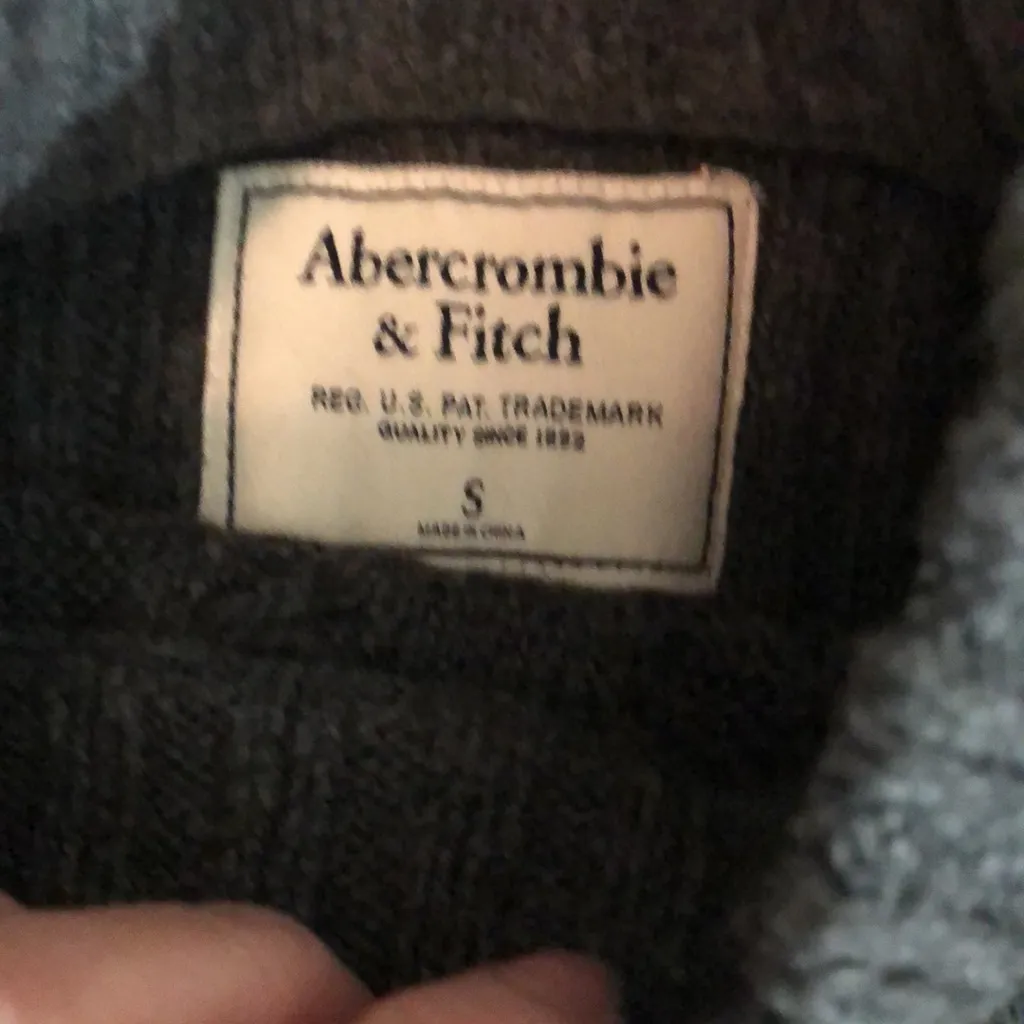 Abercrombie
& Fitch
REG. U.S. PAT. TRADEMARK
QUALITY SINCE 1892
S
MADE IN CHINA